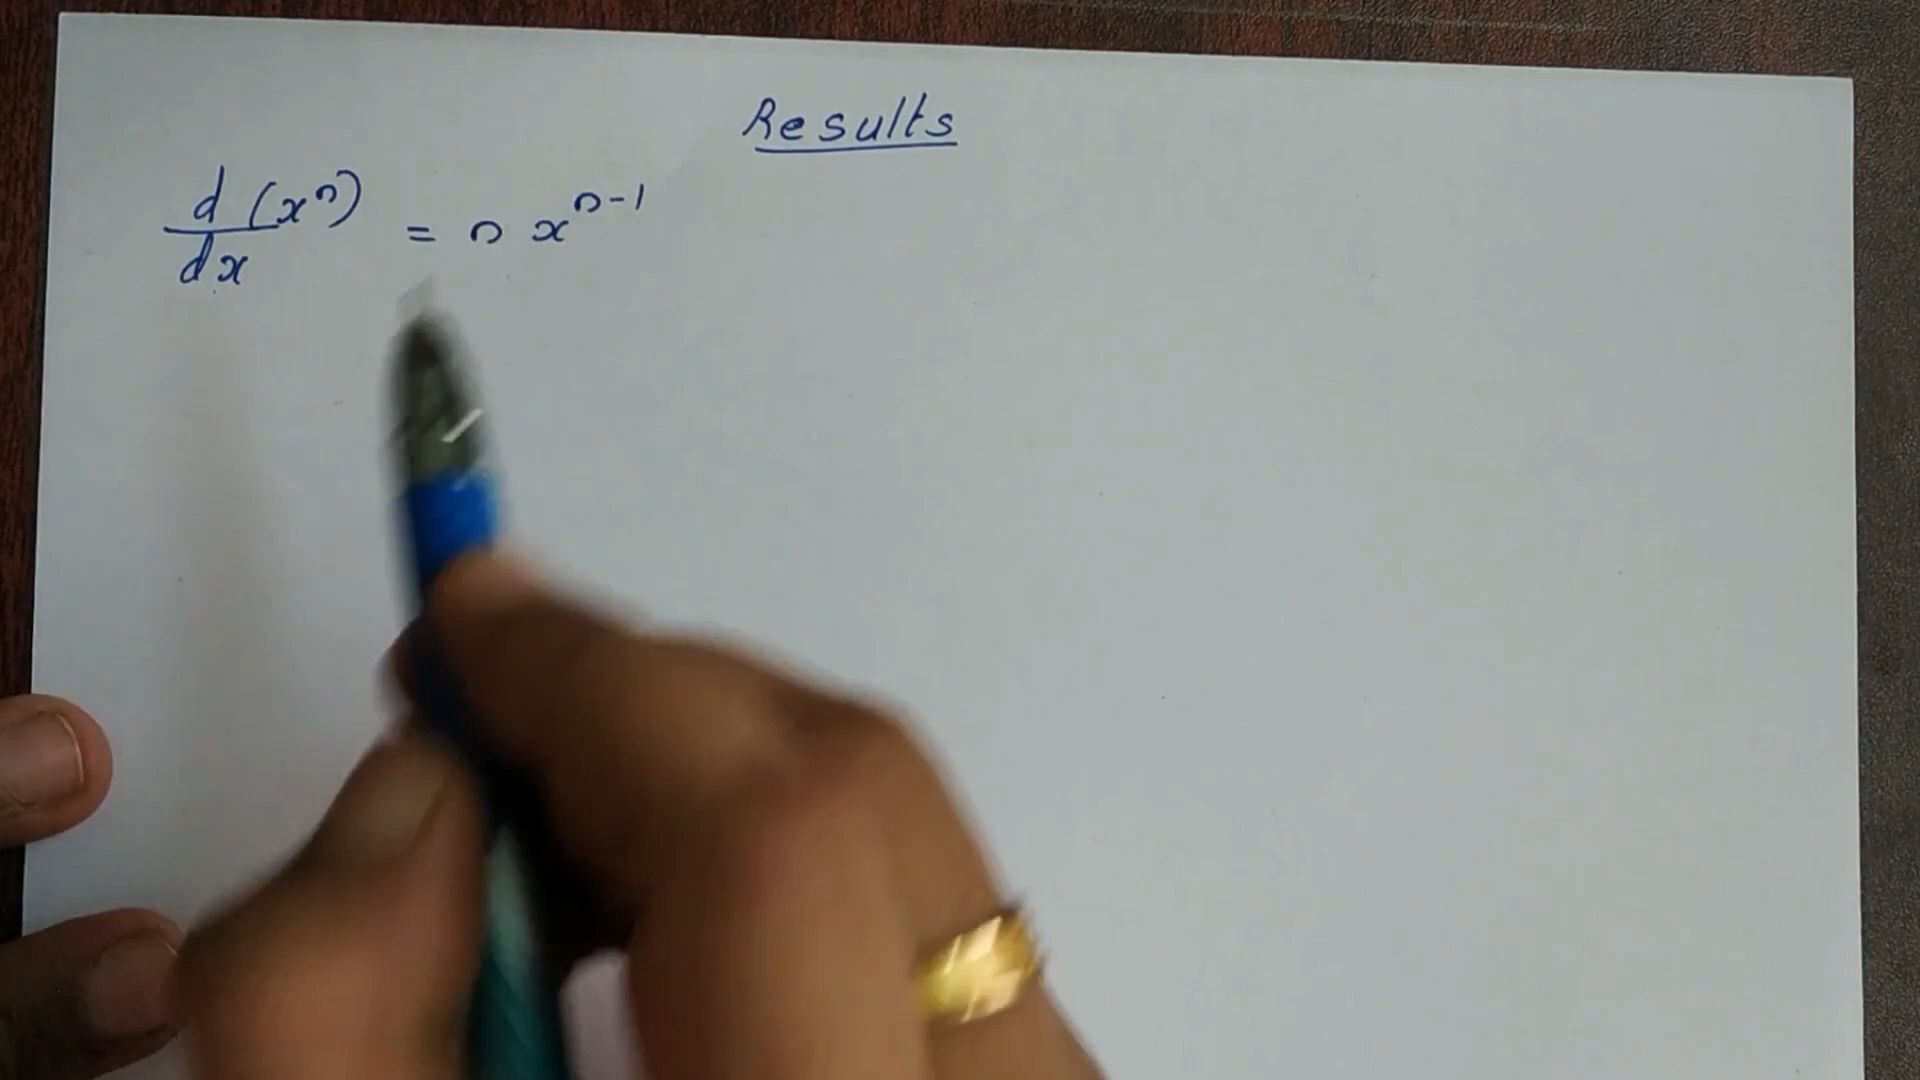 Results
d/dx (xⁿ) = n xⁿ⁻¹